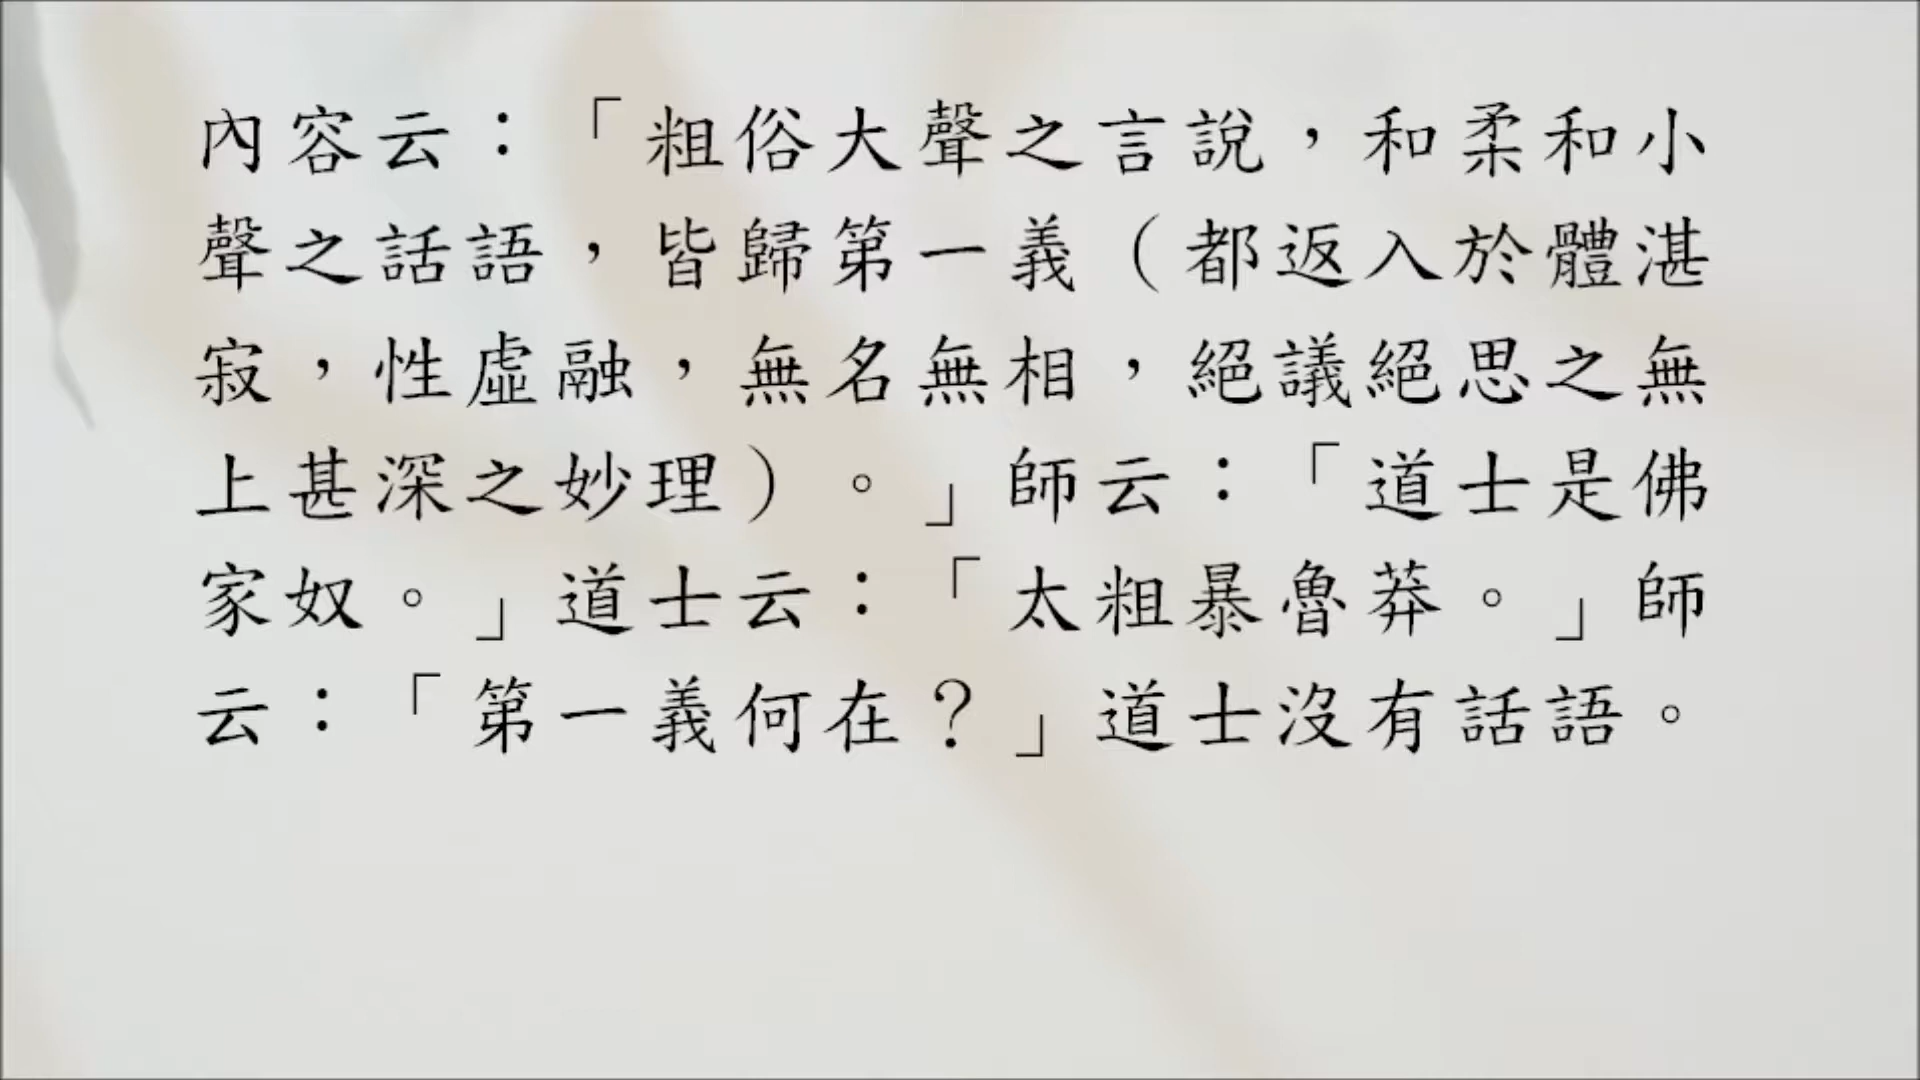 內容云：「粗俗大聲之言說，和柔和小
聲之話語，皆歸第一義（都返入於體湛
寂，性虛融，無名無相，絕議絕思之無
上甚深之妙理）。」師云：「道士是佛
家奴。」道士云：「太粗暴魯莽。」師
云：「第一義何在？」道士沒有話語。